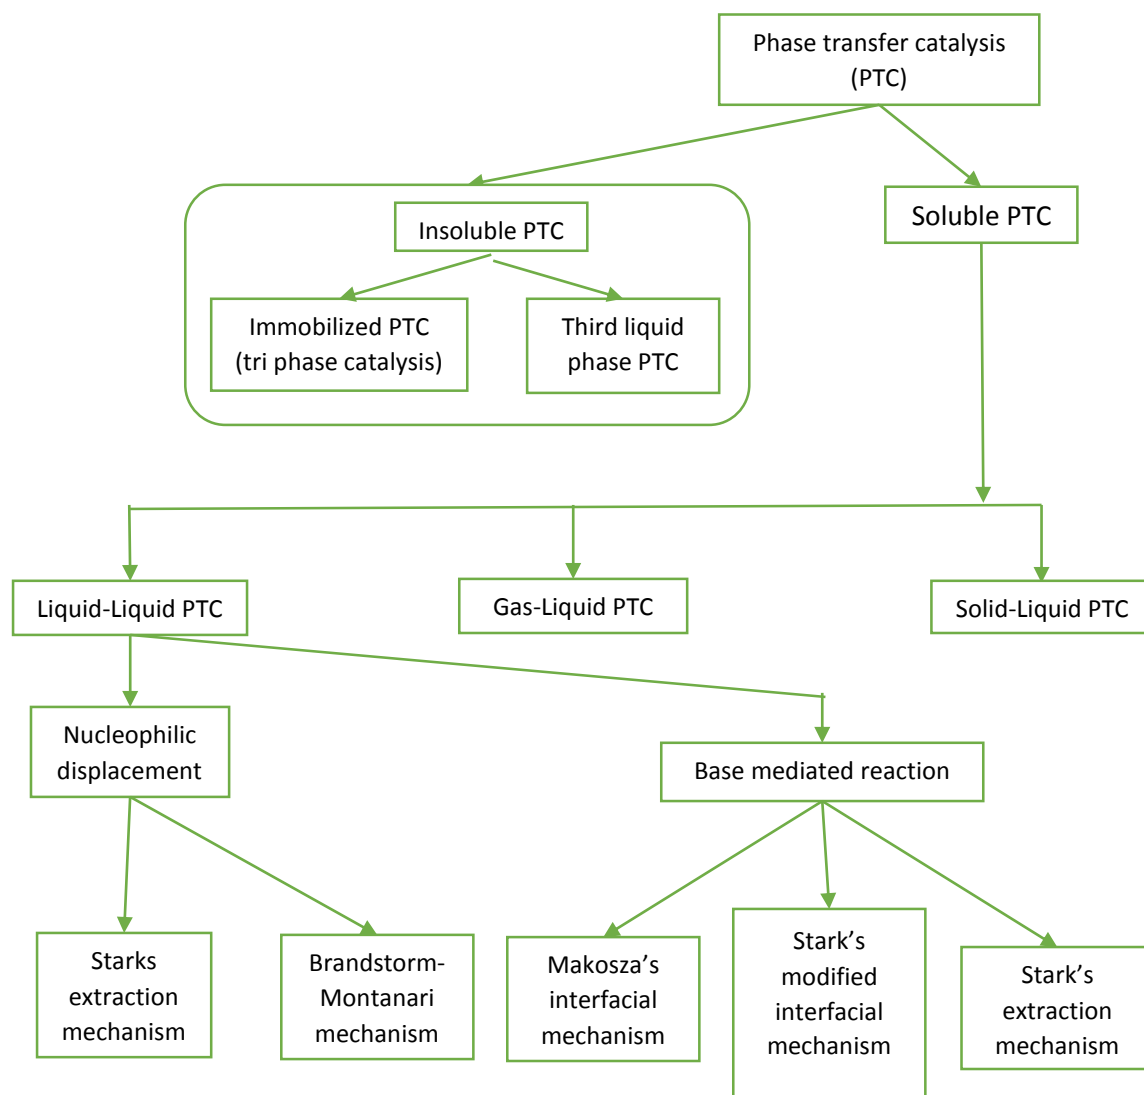 Phase transfer catalysis
(PTC)
Insoluble PTC
Soluble PTC
Immobilized PTC
(tri phase catalysis)
Third liquid
phase PTC
Liquid-Liquid PTC
Gas-Liquid PTC
Solid-Liquid PTC
Nucleophilic
displacement
Base mediated reaction
Starks
extraction
mechanism
Brandstorm-
Montanari
mechanism
Makosza's
interfacial
mechanism
Stark's
modified
interfacial
mechanism
Stark's
extraction
mechanism